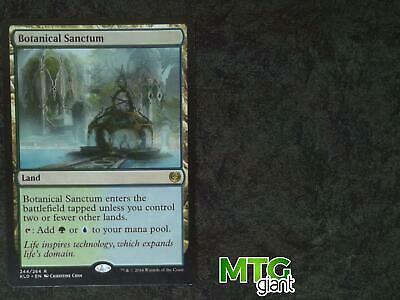 Botanical Sanctum
Land
Botanical Sanctum enters the
battlefield tapped unless you control
two or fewer other lands.
: Add or to your mana pool.
Life inspires technology, which expands
life's domain.
244/264 R
KLD • EN Christine Choi
™ & © 2016 Wizards of the Coast
MTG
giant